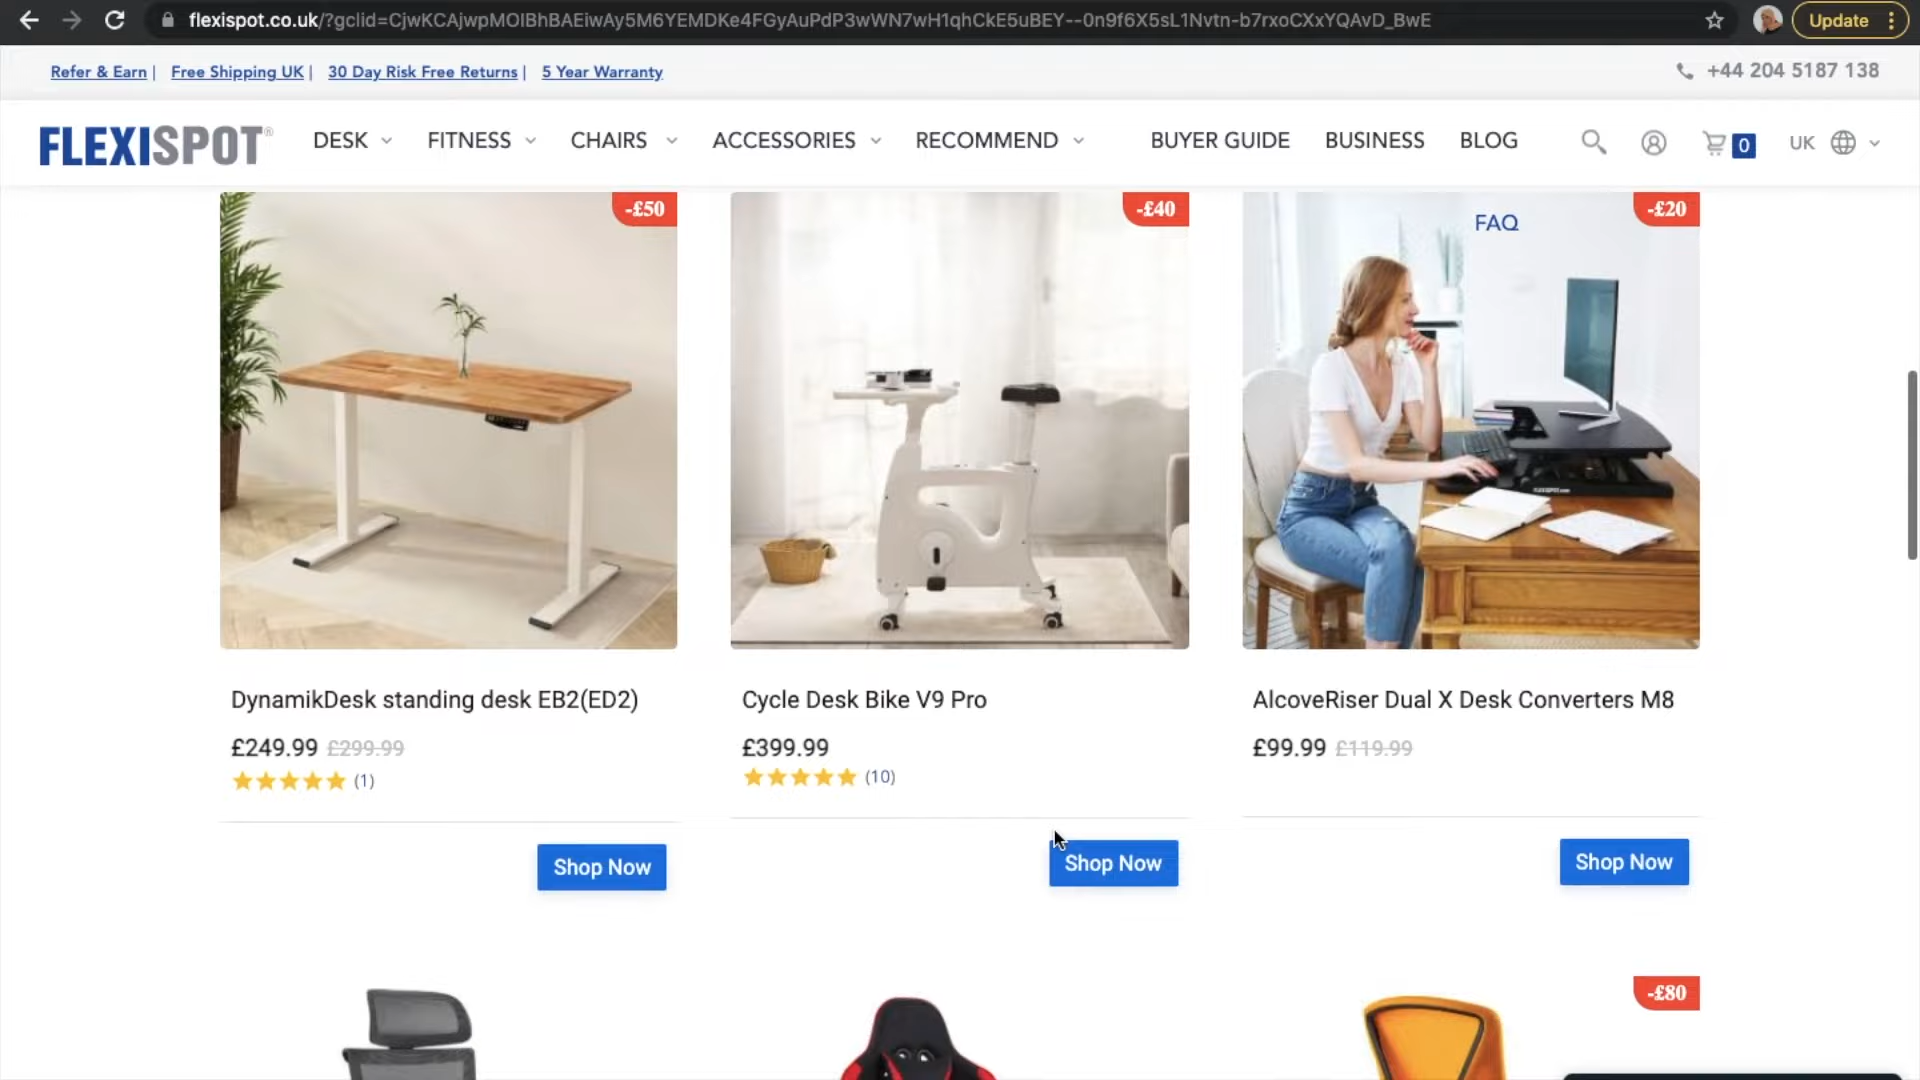 flexispot.co.uk/?gclid=CjwKCAjwpMOIBhBAEiwAy5M6YEMDKe4FGyAuPdP3wWN7wH1qhCkE5uBEY--0n9f6X5sL1Nvtn-b7rxoCXxYQAvD_BwE
Update
Refer & Earn | Free Shipping UK | 30 Day Risk Free Returns | 5 Year Warranty
+44 204 5187 138
FLEXISPOT®
DESK FITNESS CHAIRS ACCESSORIES RECOMMEND BUYER GUIDE BUSINESS BLOG
0
UK
-£50
-£40
-£20
FAQ
DynamikDesk standing desk EB2(ED2)
£249.99 £299.99
(1)
Shop Now
Cycle Desk Bike V9 Pro
£399.99
(10)
Shop Now
AlcoveRiser Dual X Desk Converters M8
£99.99 £119.99
Shop Now
-£80